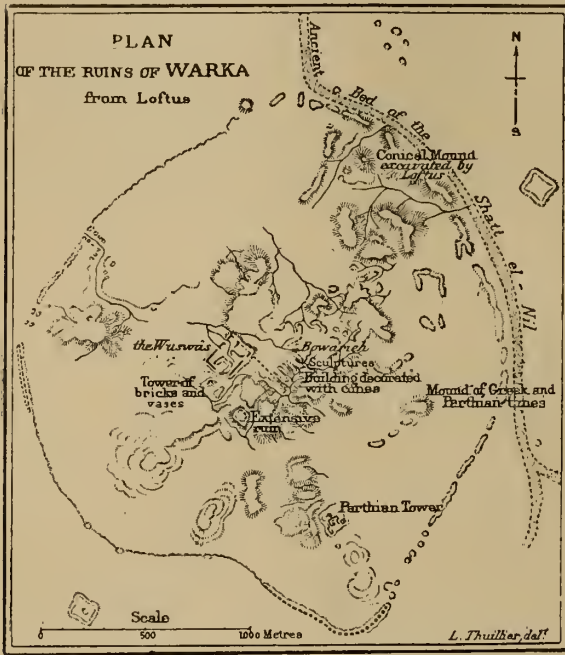 PLAN
OF THE RUINS OF WARKA
from Loftus
N
S
Ancient Bed of the Shatt el-Nil
Conical Mound
excavated by
Loftus
the Wuswas
Bowarieh
Sculptures
Building decorated
with cones
Tower of
bricks and
vases
Extensive
ruin
Mound of Greek and
Parthian times
Parthian Tower
Scale
0 500 1000 Metres
L. Thuillier, delt.